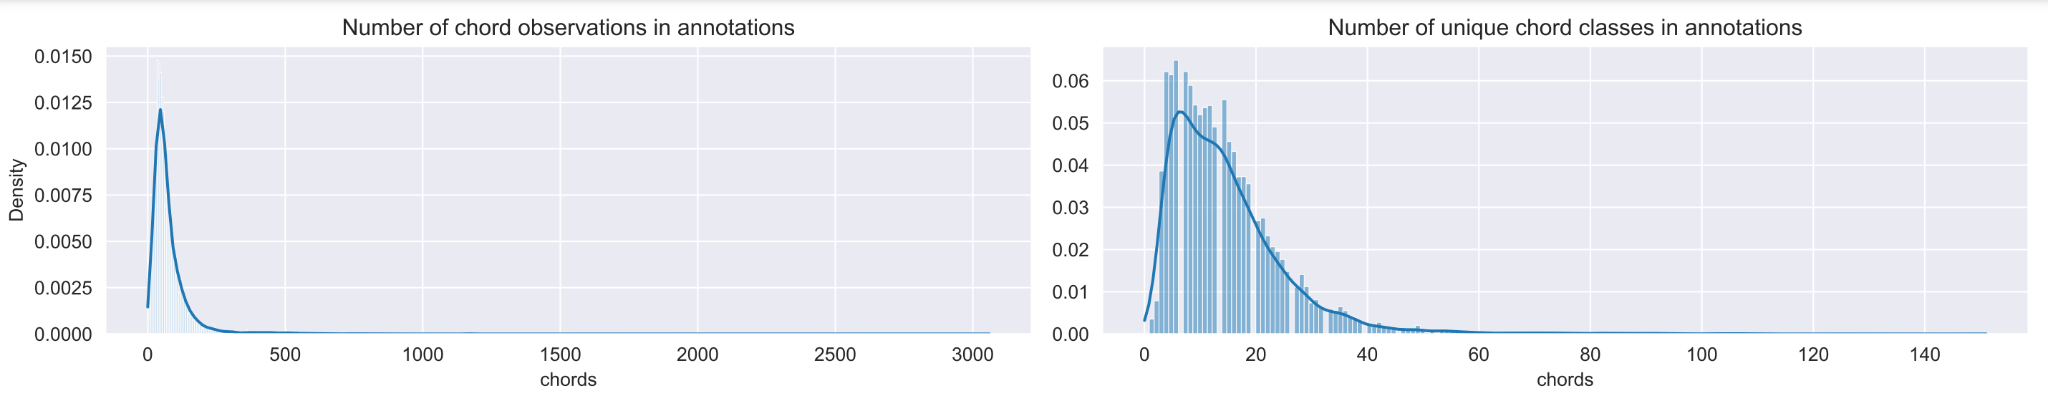 Number of chord observations in annotations
Density
0.0150
0.0125
0.0100
0.0075
0.0050
0.0025
0.0000
0 500 1000 1500 2000 2500 3000
chords
Number of unique chord classes in annotations
0.06
0.05
0.04
0.03
0.02
0.01
0.00
0 20 40 60 80 100 120 140
chords